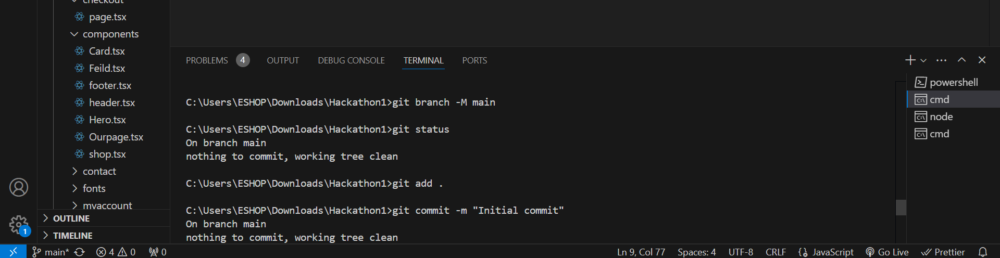 checkout
page.tsx
components
Card.tsx
Feild.tsx
footer.tsx
header.tsx
Hero.tsx
Ourpage.tsx
shop.tsx
contact
fonts
myaccount
OUTLINE
TIMELINE
1
PROBLEMS 4 OUTPUT DEBUG CONSOLE TERMINAL PORTS
C:\Users\ESHOP\Downloads\Hackathon1>git branch -M main
C:\Users\ESHOP\Downloads\Hackathon1>git status
On branch main
nothing to commit, working tree clean
C:\Users\ESHOP\Downloads\Hackathon1>git add .
C:\Users\ESHOP\Downloads\Hackathon1>git commit -m "Initial commit"
On branch main
nothing to commit, working tree clean
powershell
cmd
node
cmd
main* 4 0 0 Ln 9, Col 77 Spaces: 4 UTF-8 CRLF JavaScript Go Live Prettier